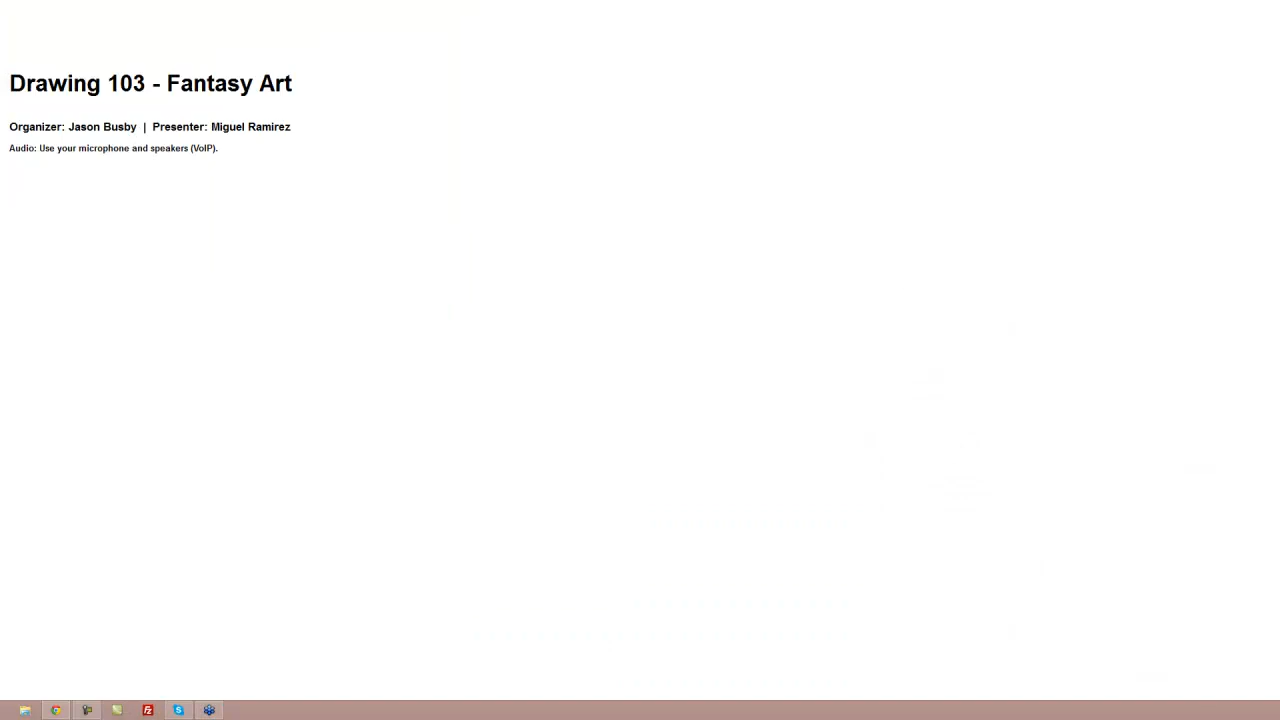 Drawing 103 - Fantasy Art
Organizer: Jason Busby | Presenter: Miguel Ramirez
Audio: Use your microphone and speakers (VoIP).